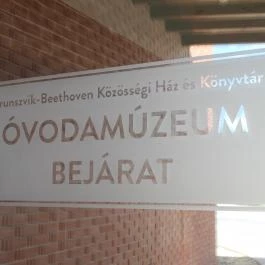 runszvik-Beethoven Közösségi Ház és Könyvtár
ÓVODAMÚZEUM
BEJÁRAT